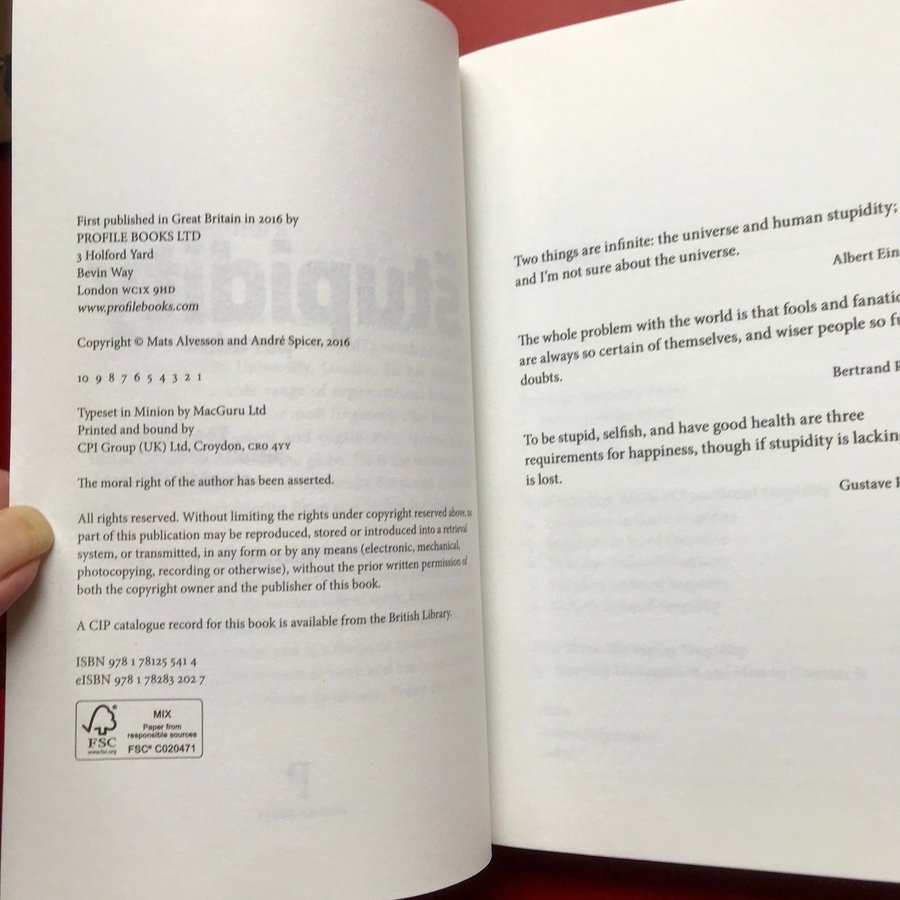 First published in Great Britain in 2016 by
PROFILE BOOKS LTD
3 Holford Yard
Bevin Way
London WC1X 9HD
www.profilebooks.com
Copyright © Mats Alvesson and André Spicer, 2016
10 9 8 7 6 5 4 3 2 1
Typeset in Minion by MacGuru Ltd
Printed and bound by
CPI Group (UK) Ltd, Croydon, CR0 4YY
The moral right of the author has been asserted.
All rights reserved. Without limiting the rights under copyright reserved above, no
part of this publication may be reproduced, stored or introduced into a retrieval
system, or transmitted, in any form or by any means (electronic, mechanical,
photocopying, recording or otherwise), without the prior written permission of
both the copyright owner and the publisher of this book.
A CIP catalogue record for this book is available from the British Library.
ISBN 978 1 78125 541 4
eISBN 978 1 78283 202 7
FSC
www.fsc.org
MIX
Paper from
responsible sources
FSC® C020471
Two things are infinite: the universe and human stupidity;
and I'm not sure about the universe.
Albert Ein
The whole problem with the world is that fools and fanatic
are always so certain of themselves, and wiser people so fu
doubts.
Bertrand R
To be stupid, selfish, and have good health are three
requirements for happiness, though if stupidity is lackin
is lost.
Gustave F